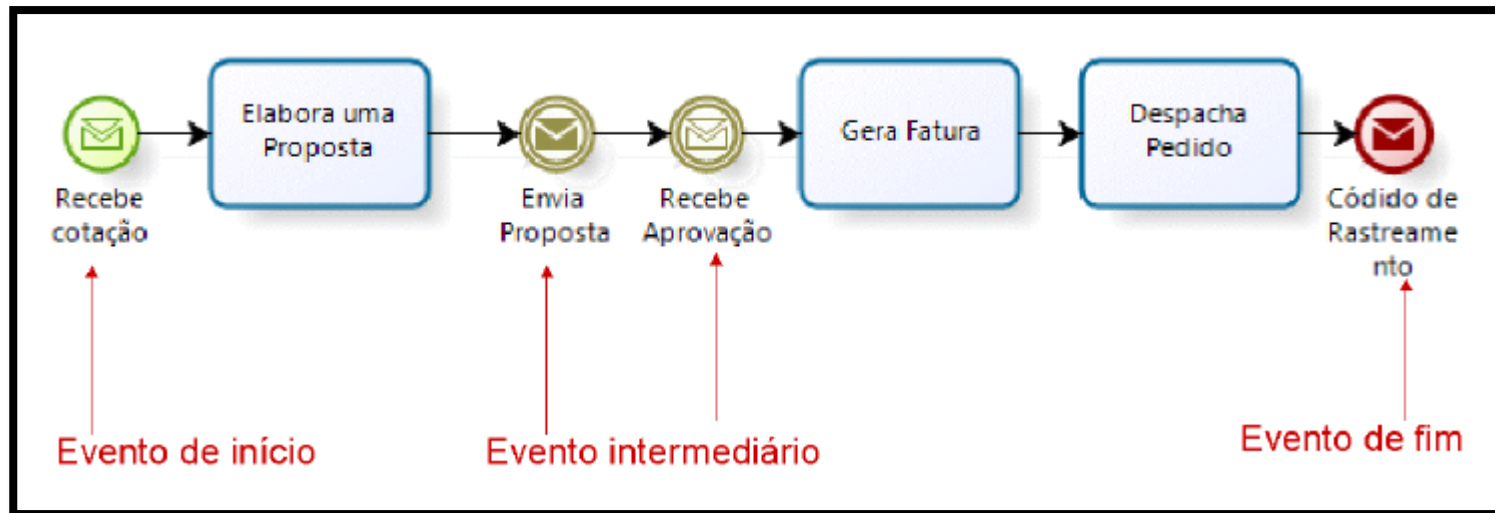 Elabora uma
Proposta
Gera Fatura
Despacha
Pedido
Recebe
cotação
Envia
Proposta
Recebe
Aprovação
Códido de
Rastreame
nto
Evento de início
Evento intermediário
Evento de fim